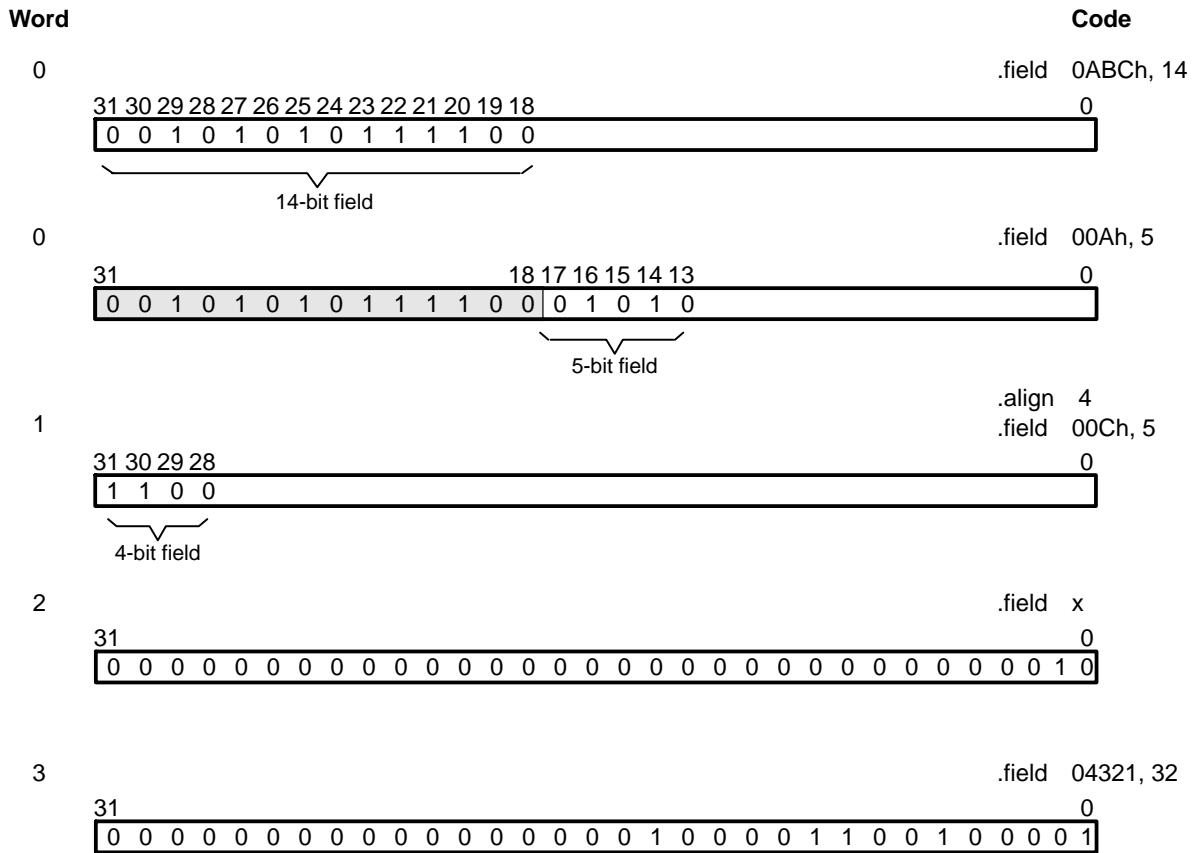 Word Code
0 .field 0ABCh, 14
31 30 29 28 27 26 25 24 23 22 21 20 19 18 0
0 0 1 0 1 0 1 0 1 1 1 1 0 0
14-bit field
0 .field 00Ah, 5
31 18 17 16 15 14 13 0
0 0 1 0 1 0 1 0 1 1 1 1 0 0 0 1 0 1 0
5-bit field
.align 4
1 .field 00Ch, 5
31 30 29 28 0
1 1 0 0
4-bit field
2 .field x
31 0
0 0 0 0 0 0 0 0 0 0 0 0 0 0 0 0 0 0 0 0 0 0 0 0 0 0 0 0 0 0 1 0
3 .field 04321, 32
31 0
0 0 0 0 0 0 0 0 0 0 0 0 0 0 0 0 0 1 0 0 0 0 1 1 0 0 1 0 0 0 0 1